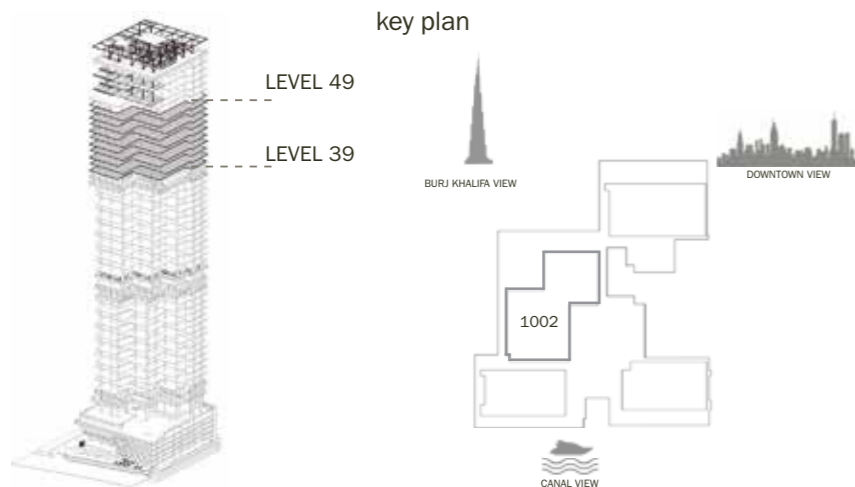 key plan
LEVEL 49
LEVEL 39
BURJ KHALIFA VIEW
DOWNTOWN VIEW
1002
CANAL VIEW